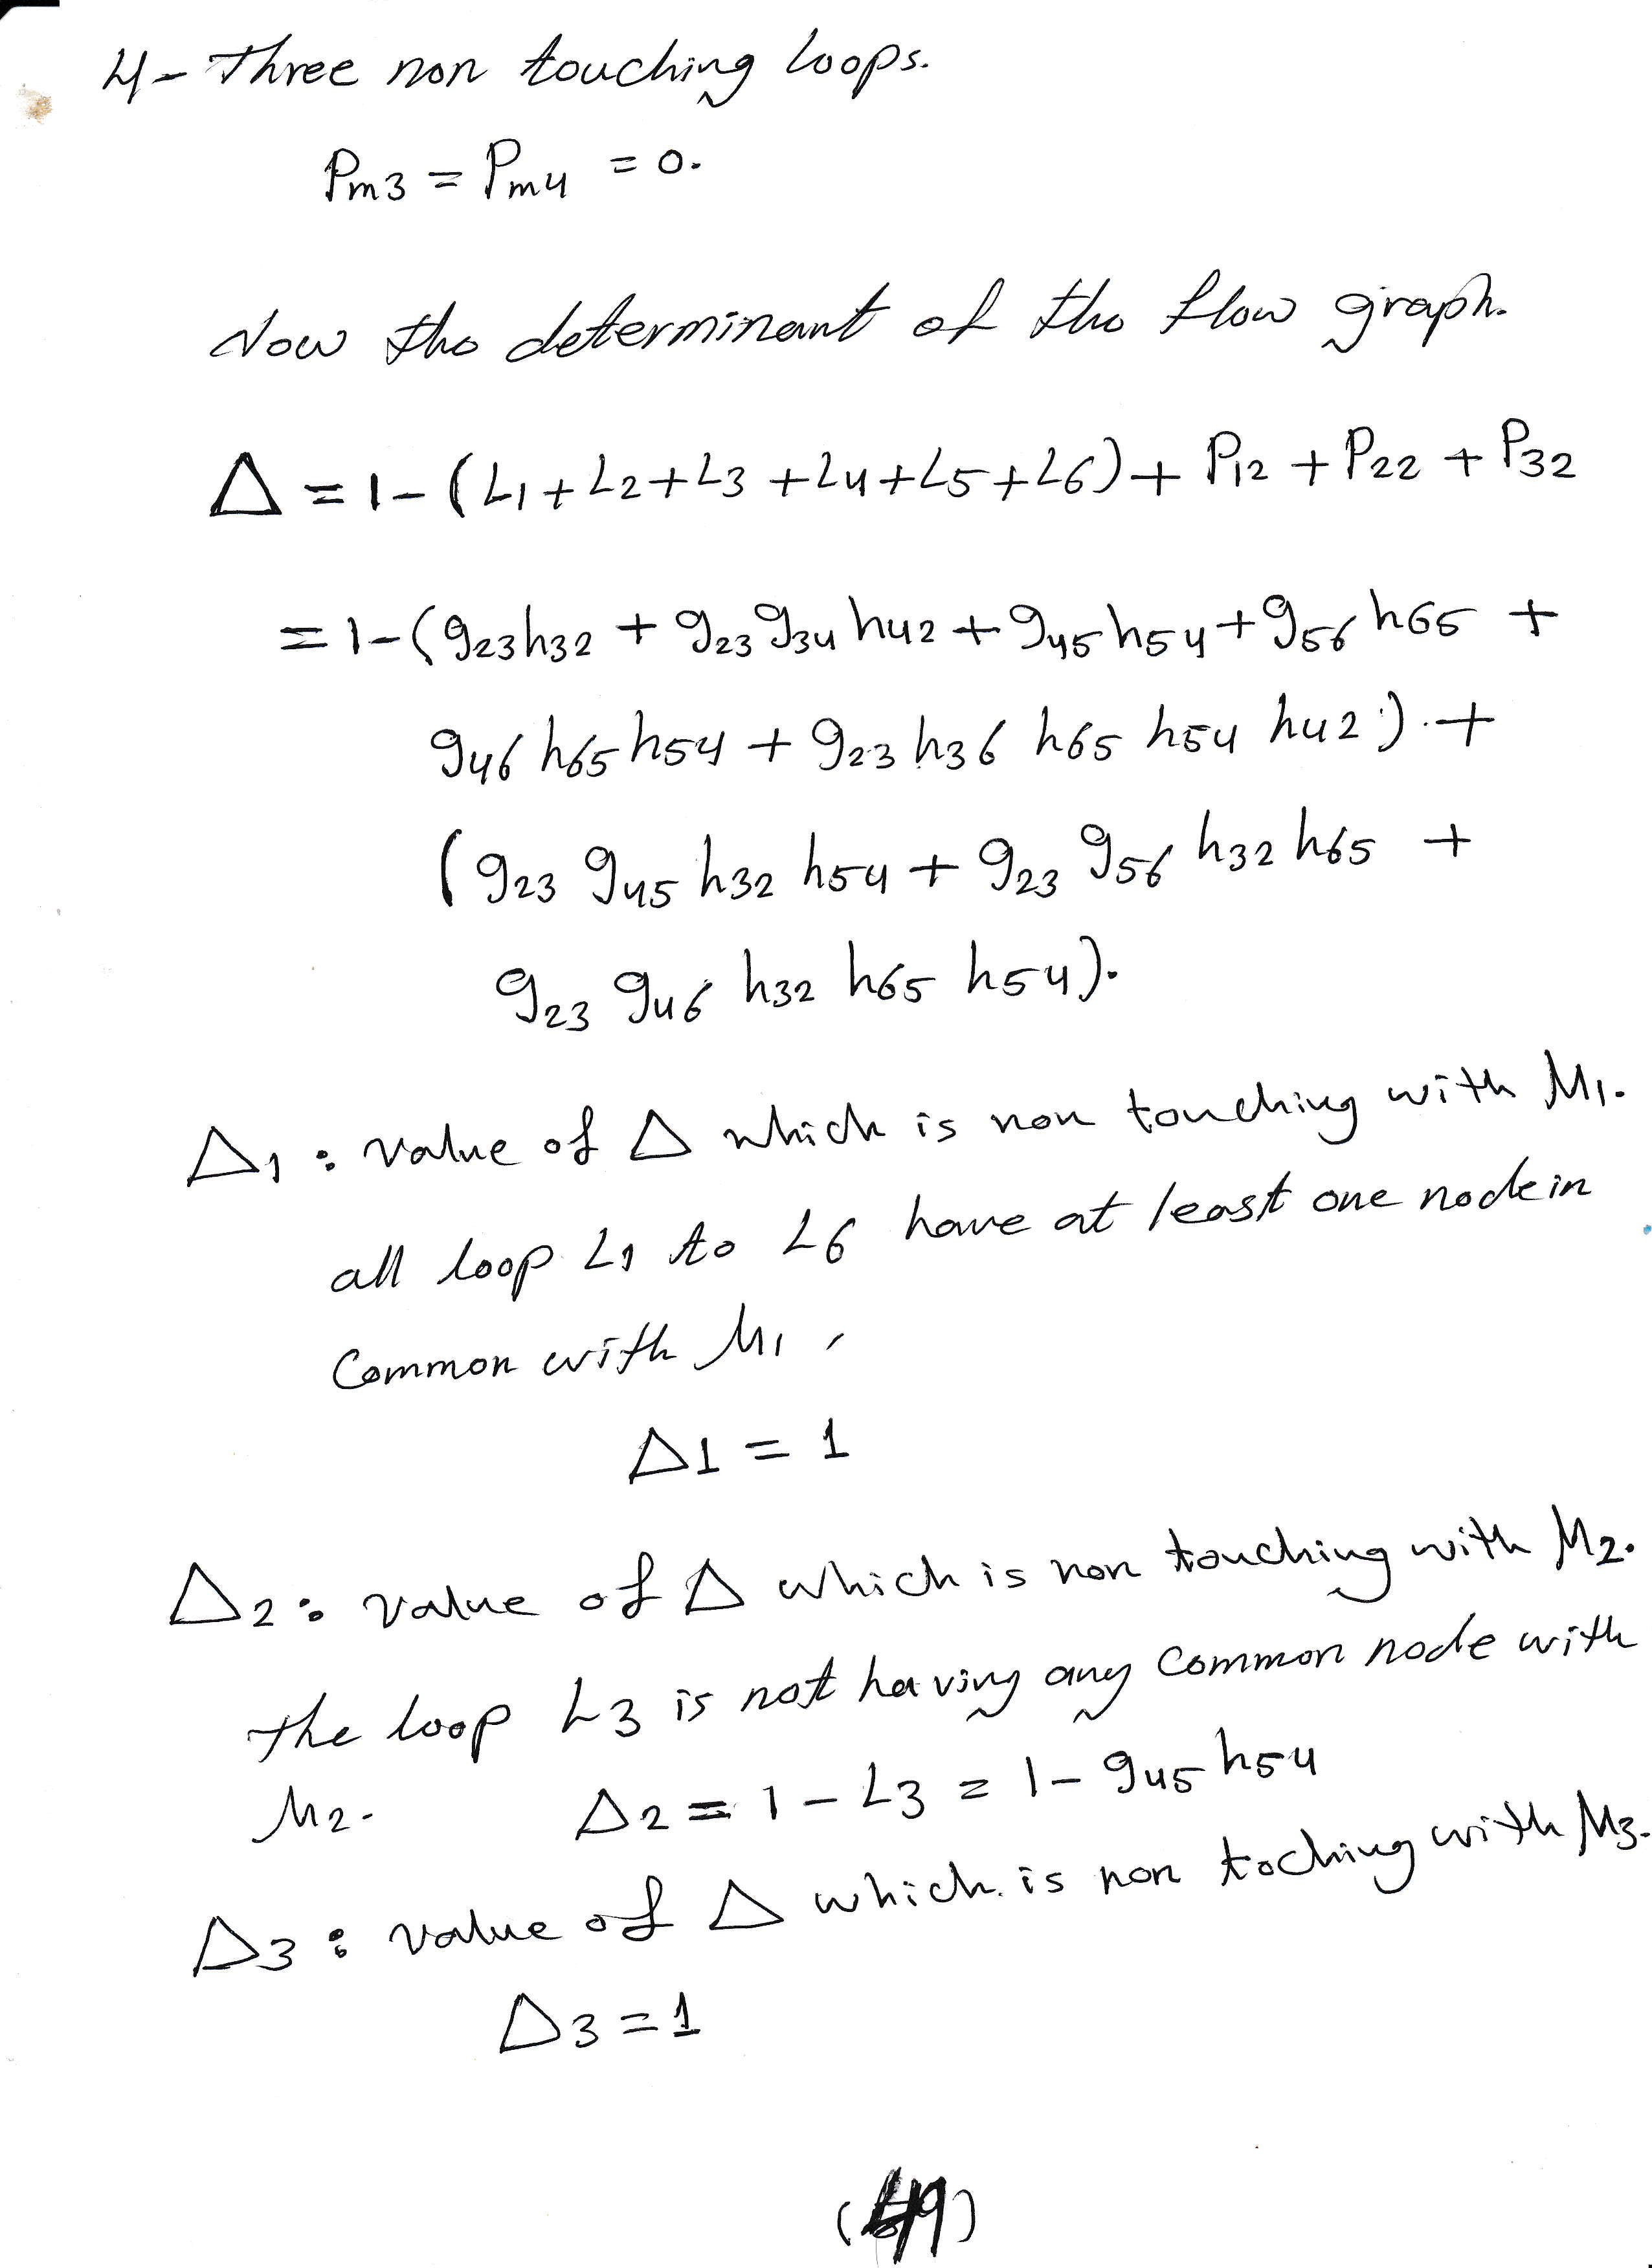 4- Three non touching loops.
Pm3 = Pm4 = 0.
Now the determinant of the flow graph.
Δ = 1 - (L1 + L2 + L3 + L4 + L5 + L6) + P12 + P22 + P32
= 1 - (g23 h32 + g23 g34 h42 + g45 h54 + g56 h65 +
g46 h65 h54 + g23 h36 h65 h54 h42) +
(g23 g45 h32 h54 + g23 g56 h32 h65 +
g23 g46 h32 h65 h54).
Δ1 : value of Δ which is non touching with M1.
all loop L1 to L6 have at least one node in
Common with M1,
Δ1 = 1
Δ2 : value of Δ which is non touching with M2.
the loop L3 is not having any common node with
M2. Δ2 = 1 - L3 = 1 - g45 h54
Δ3 : value of Δ which is non toching with M3.
Δ3 = 1
(49)